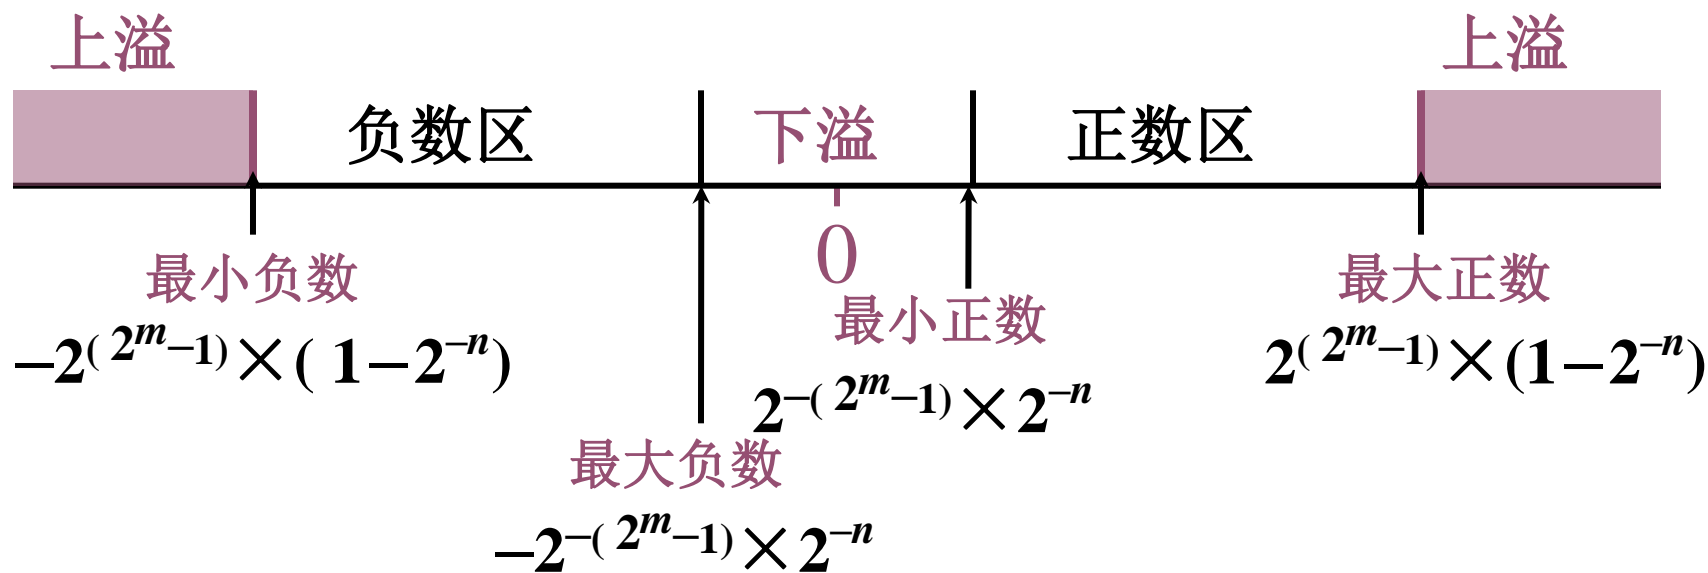 上溢 上溢
负数区 下溢 正数区
0
最小负数 最大正数
−2^(2^m−1)×(1−2^−n) 2^(2^m−1)×(1−2^−n)
最小正数
2^−(2^m−1)×2^−n
最大负数
−2^−(2^m−1)×2^−n